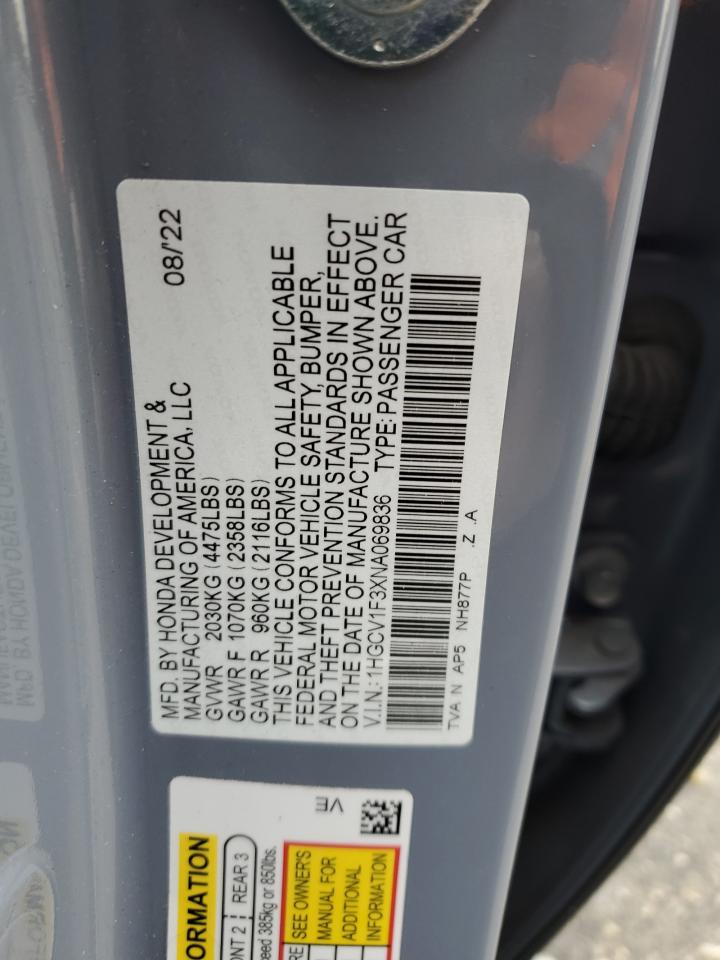 MFD. BY HONDA DEVELOPMENT & 08/'22
MANUFACTURING OF AMERICA, LLC
GVWR 2030KG (4475LBS)
GAWR F 1070KG (2358LBS)
GAWR R 960KG (2116LBS)
THIS VEHICLE CONFORMS TO ALL APPLICABLE
FEDERAL MOTOR VEHICLE SAFETY, BUMPER,
AND THEFT PREVENTION STANDARDS IN EFFECT
ON THE DATE OF MANUFACTURE SHOWN ABOVE.
V.I.N.:1HGCV1F3XNA069836 TYPE:PASSENGER CAR
TVA N AP5 NH877P .Z .A
ORMATION
ONT 2 REAR 3
eed 385kg or 850lbs.
RE SEE OWNER'S
MANUAL FOR
ADDITIONAL
INFORMATION